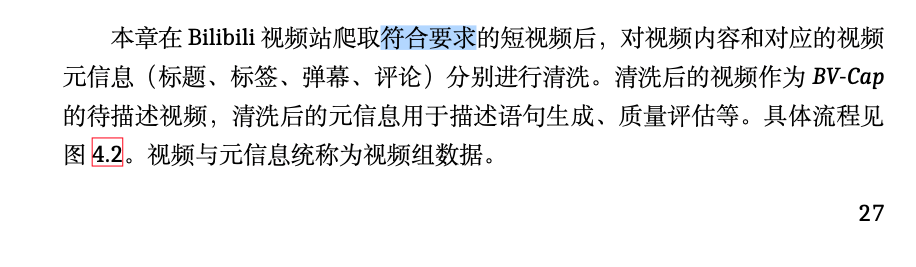 本章在 Bilibili 视频站爬取符合要求的短视频后，对视频内容和对应的视频
元信息（标题、标签、弹幕、评论）分别进行清洗。清洗后的视频作为 BV-Cap
的待描述视频，清洗后的元信息用于描述语句生成、质量评估等。具体流程见
图 4.2。视频与元信息统称为视频组数据。
27